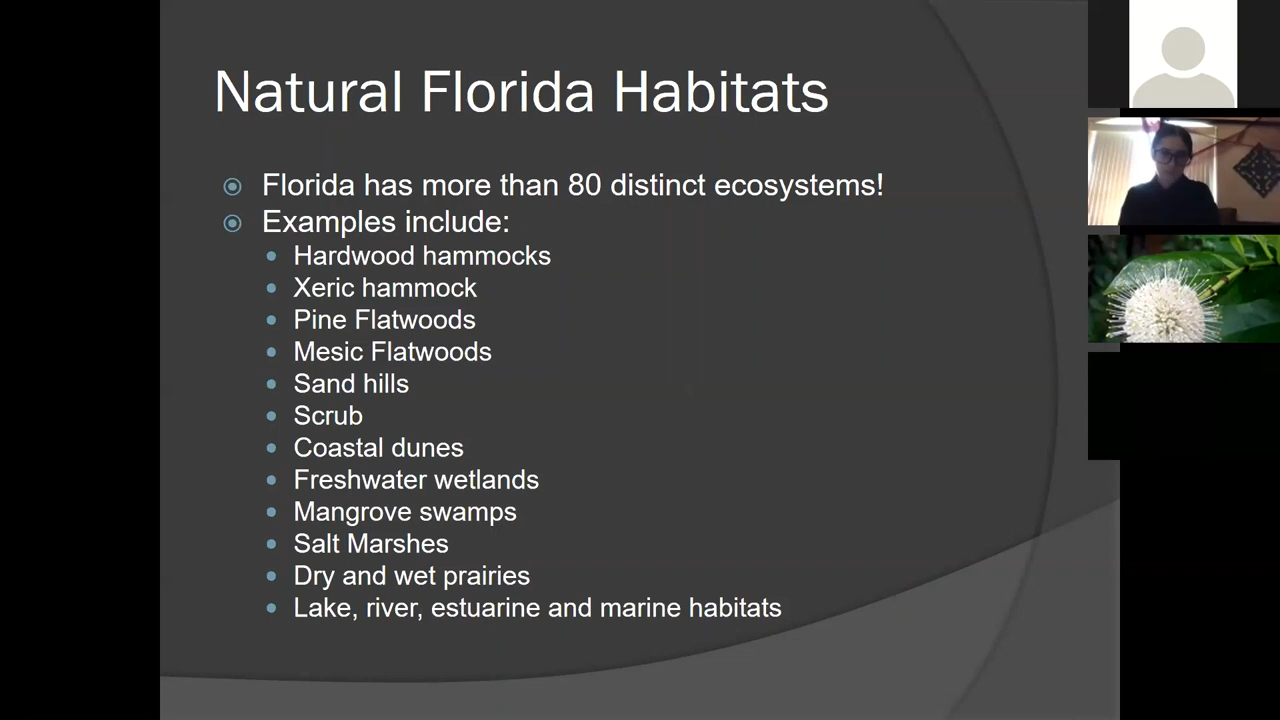 Natural Florida Habitats
Florida has more than 80 distinct ecosystems!
Examples include:
Hardwood hammocks
Xeric hammock
Pine Flatwoods
Mesic Flatwoods
Sand hills
Scrub
Coastal dunes
Freshwater wetlands
Mangrove swamps
Salt Marshes
Dry and wet prairies
Lake, river, estuarine and marine habitats